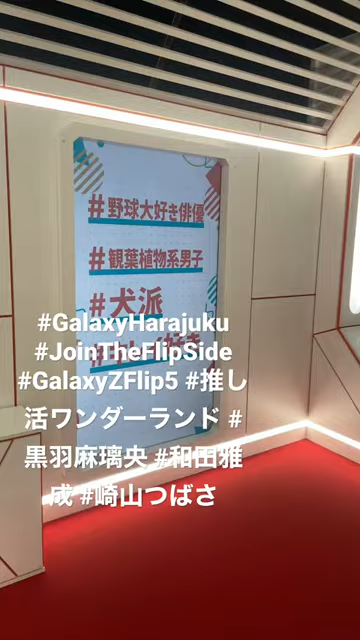 #野球大好き俳優
#観葉植物系男子
#犬派
#GalaxyHarajuku
#JoinTheFlipSide
#GalaxyZFlip5 #推し
活ワンダーランド #
黒羽麻璃央 #和田雅
成 #崎山つばさ